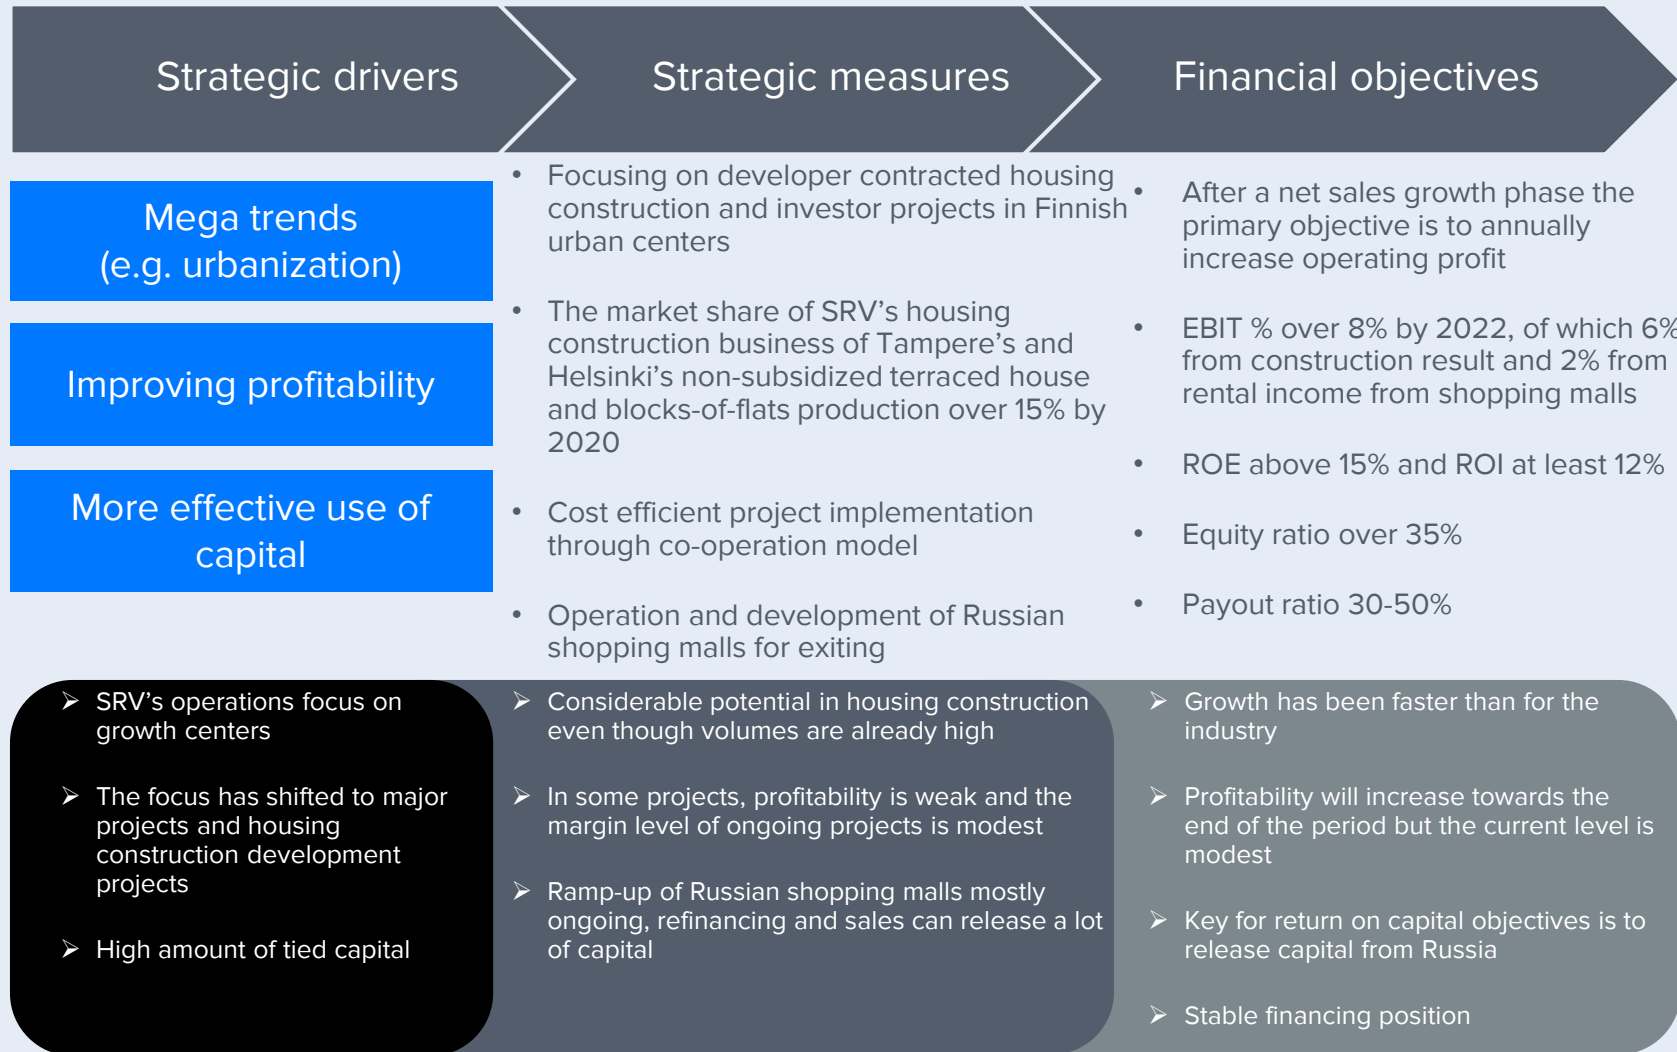 Strategic drivers
Strategic measures
Financial objectives
Mega trends
(e.g. urbanization)
Improving profitability
More effective use of
capital
• Focusing on developer contracted housing
construction and investor projects in Finnish
urban centers
• The market share of SRV’s housing
construction business of Tampere’s and
Helsinki’s non-subsidized terraced house
and blocks-of-flats production over 15% by
2020
• Cost efficient project implementation
through co-operation model
• Operation and development of Russian
shopping malls for exiting
• After a net sales growth phase the
primary objective is to annually
increase operating profit
• EBIT % over 8% by 2022, of which 6%
from construction result and 2% from
rental income from shopping malls
• ROE above 15% and ROI at least 12%
• Equity ratio over 35%
• Payout ratio 30-50%
➢ SRV’s operations focus on
growth centers
➢ The focus has shifted to major
projects and housing
construction development
projects
➢ High amount of tied capital
➢ Considerable potential in housing construction
even though volumes are already high
➢ In some projects, profitability is weak and the
margin level of ongoing projects is modest
➢ Ramp-up of Russian shopping malls mostly
ongoing, refinancing and sales can release a lot
of capital
➢ Growth has been faster than for the
industry
➢ Profitability will increase towards the
end of the period but the current level is
modest
➢ Key for return on capital objectives is to
release capital from Russia
➢ Stable financing position